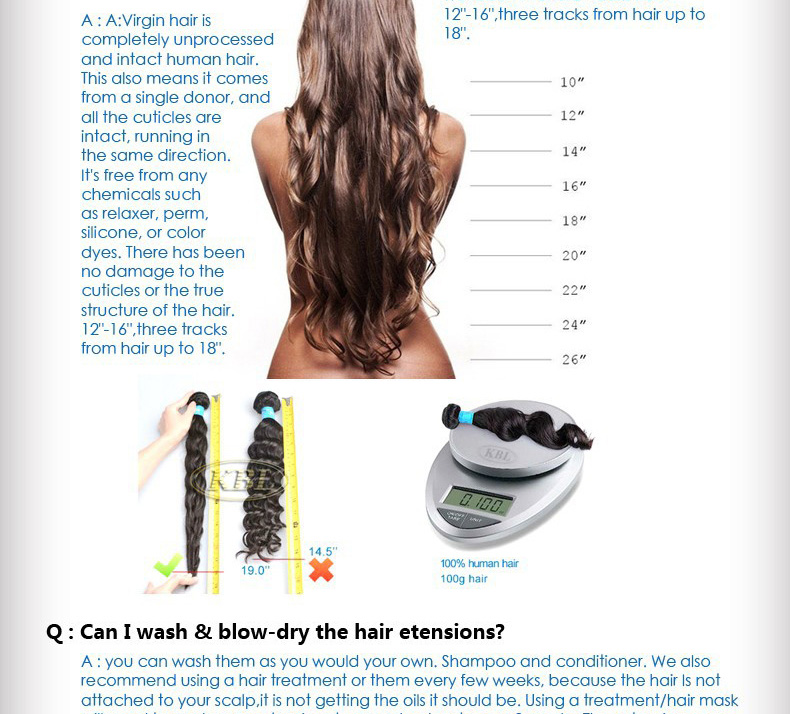 12"-16",three tracks from hair up to
18".
A : A:Virgin hair is
completely unprocessed
and intact human hair.
This also means it comes
from a single donor, and
all the cuticles are
intact, running in
the same direction.
It's free from any
chemicals such
as relaxer, perm,
silicone, or color
dyes. There has been
no damage to the
cuticles or the true
structure of the hair.
12"-16",three tracks
from hair up to 18".
10"
12"
14"
16"
18"
20"
22"
24"
26"
KBL
19.0"
14.5"
KBL
0.100
ON/OFF
TARE
UNIT
100% human hair
100g hair
Q : Can I wash & blow-dry the hair etensions?
A : you can wash them as you would your own. Shampoo and conditioner. We also
recommend using a hair treatment or them every few weeks, because the hair Is not
attached to your scalp,it is not getting the oils it should be. Using a treatment/hair mask